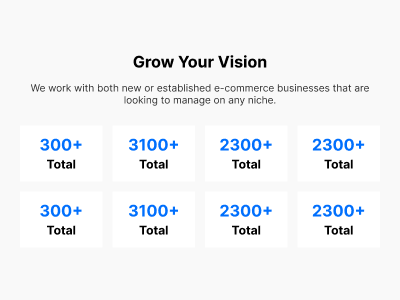 Grow Your Vision
We work with both new or established e-commerce businesses that are
looking to manage on any niche.
300+ 3100+ 2300+ 2300+
Total Total Total Total
300+ 3100+ 2300+ 2300+
Total Total Total Total